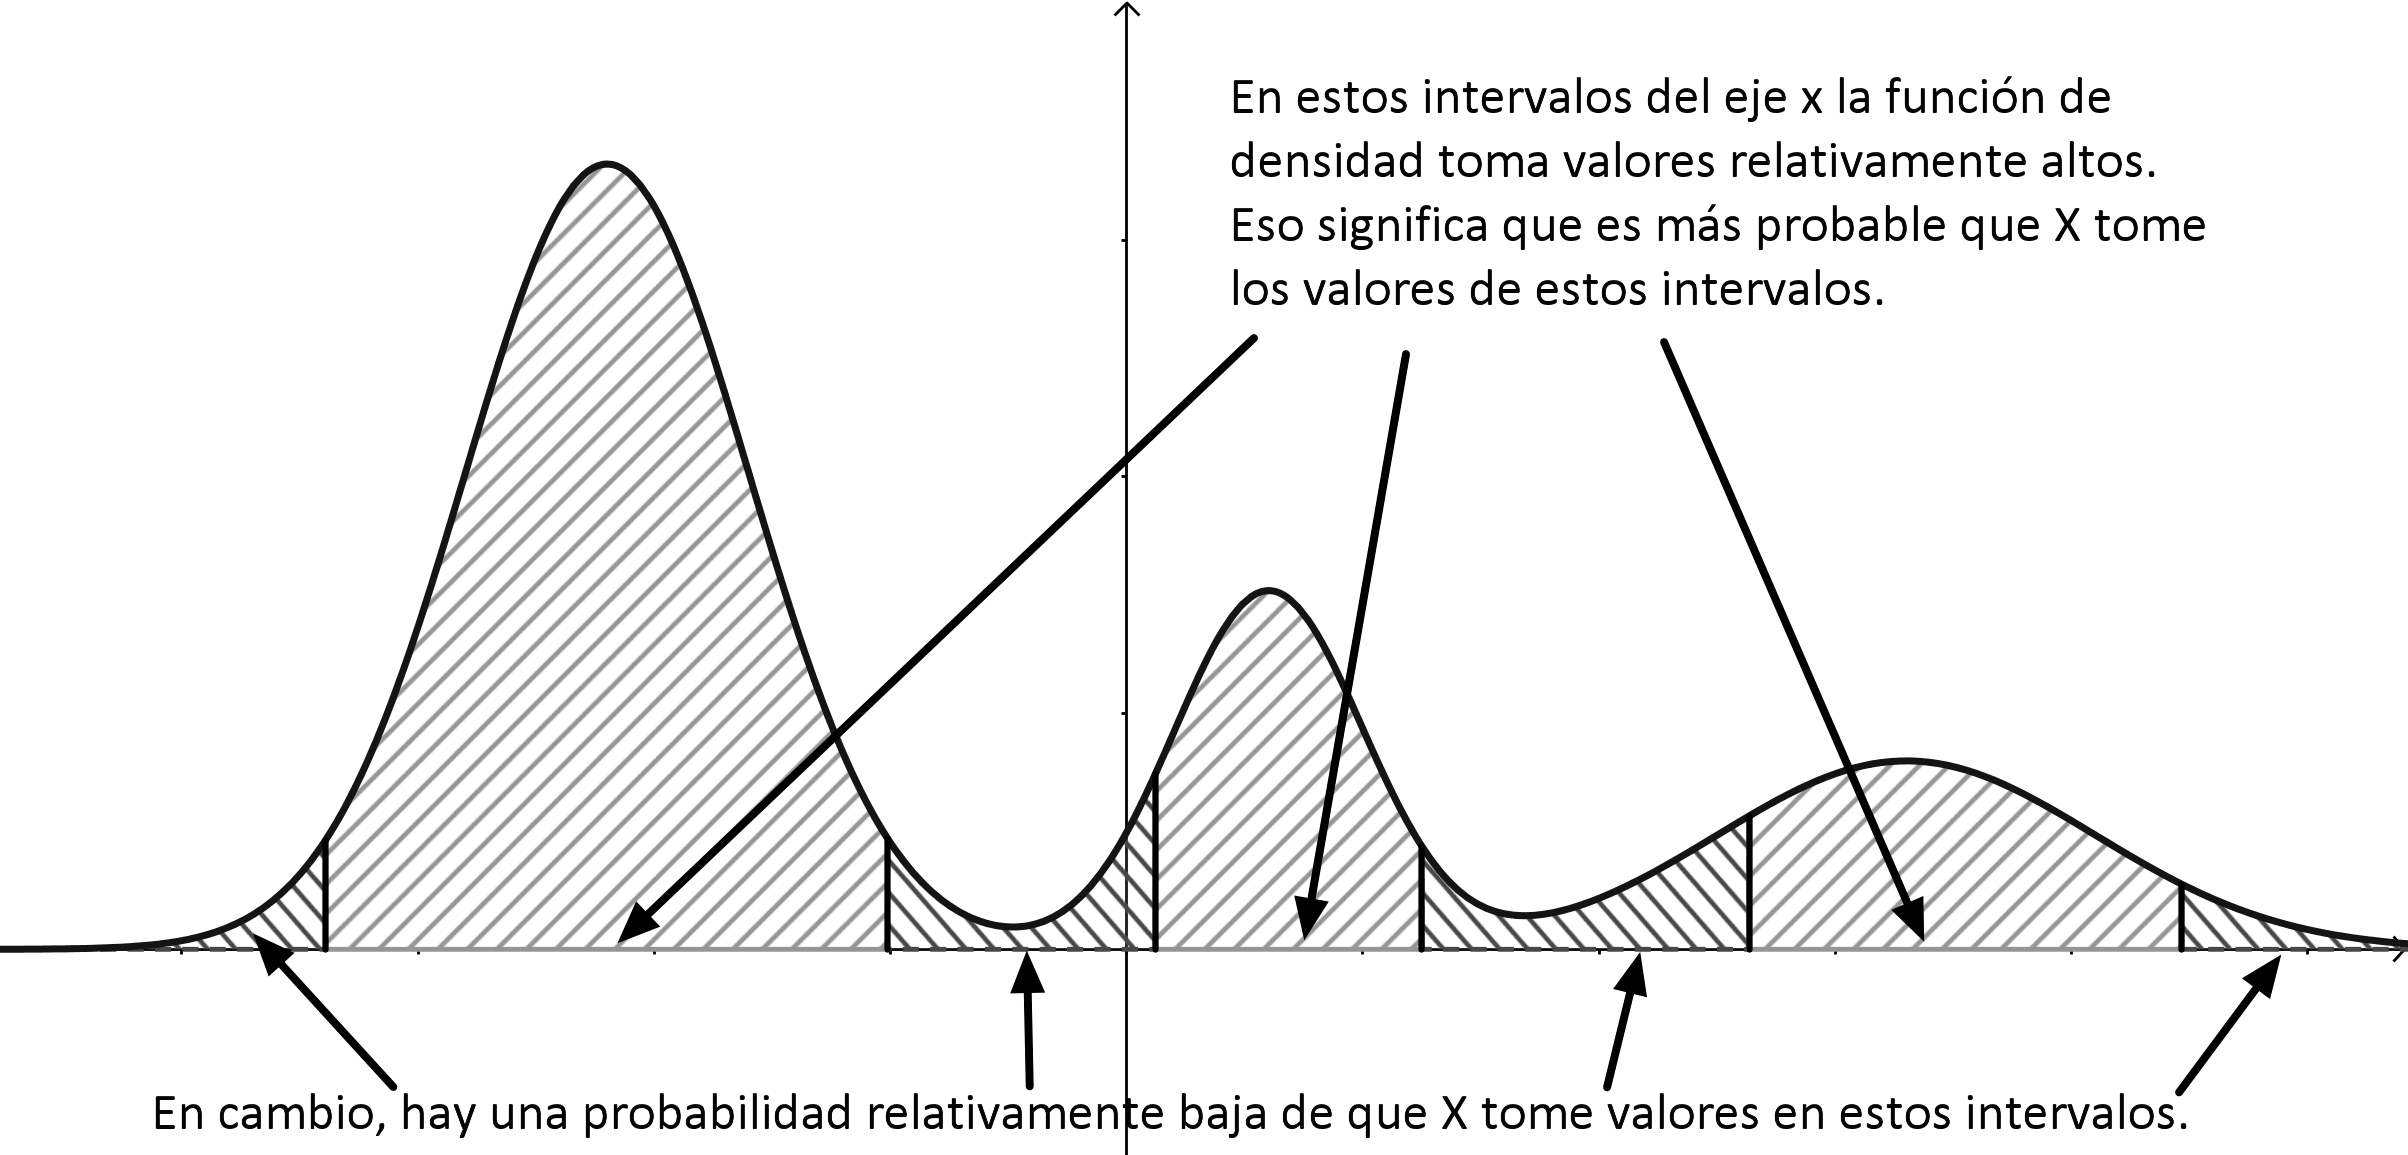 En estos intervalos del eje x la función de
densidad toma valores relativamente altos.
Eso significa que es más probable que X tome
los valores de estos intervalos.
En cambio, hay una probabilidad relativamente baja de que X tome valores en estos intervalos.